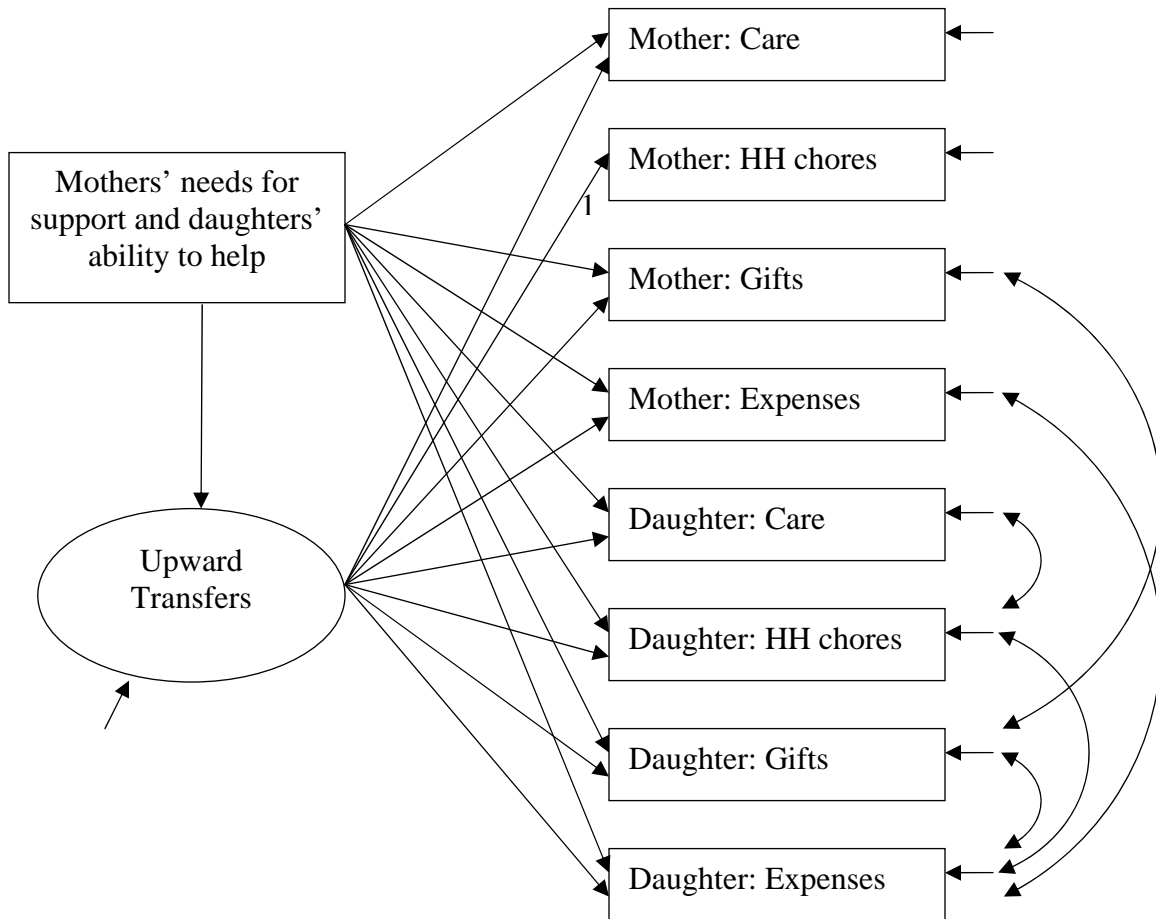 Mother: Care
Mother: HH chores
Mothers’ needs for
support and daughters’
ability to help
1
Mother: Gifts
Mother: Expenses
Daughter: Care
Upward
Transfers
Daughter: HH chores
Daughter: Gifts
Daughter: Expenses